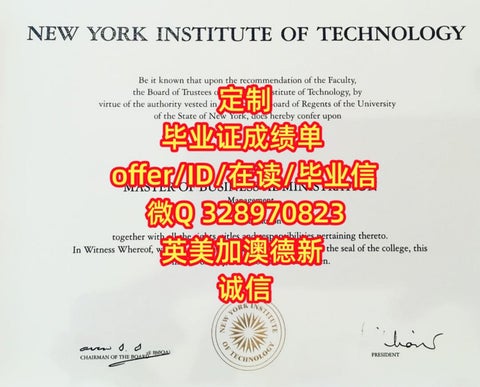 NEW YORK INSTITUTE OF TECHNOLOGY
Be it known that upon the recommendation of the Faculty,
the Board of Trustees of Institute of Technology, by
virtue of the authority vested in Board of Regents of the University
of the State of New York, does hereby confer upon
定制
毕业证成绩单
offer/ID/在读/毕业信
MASTER OF BUSINESS ADMINISTRATION
Management
微Q 328970823
together with all the rights, titles and responsibilities pertaining thereto.
英美加澳德新
In Witness Whereof, the seal of the college, this
诚信
NEW YORK INSTITUTE OF TECHNOLOGY
CHAIRMAN OF THE BOARD
PRESIDENT